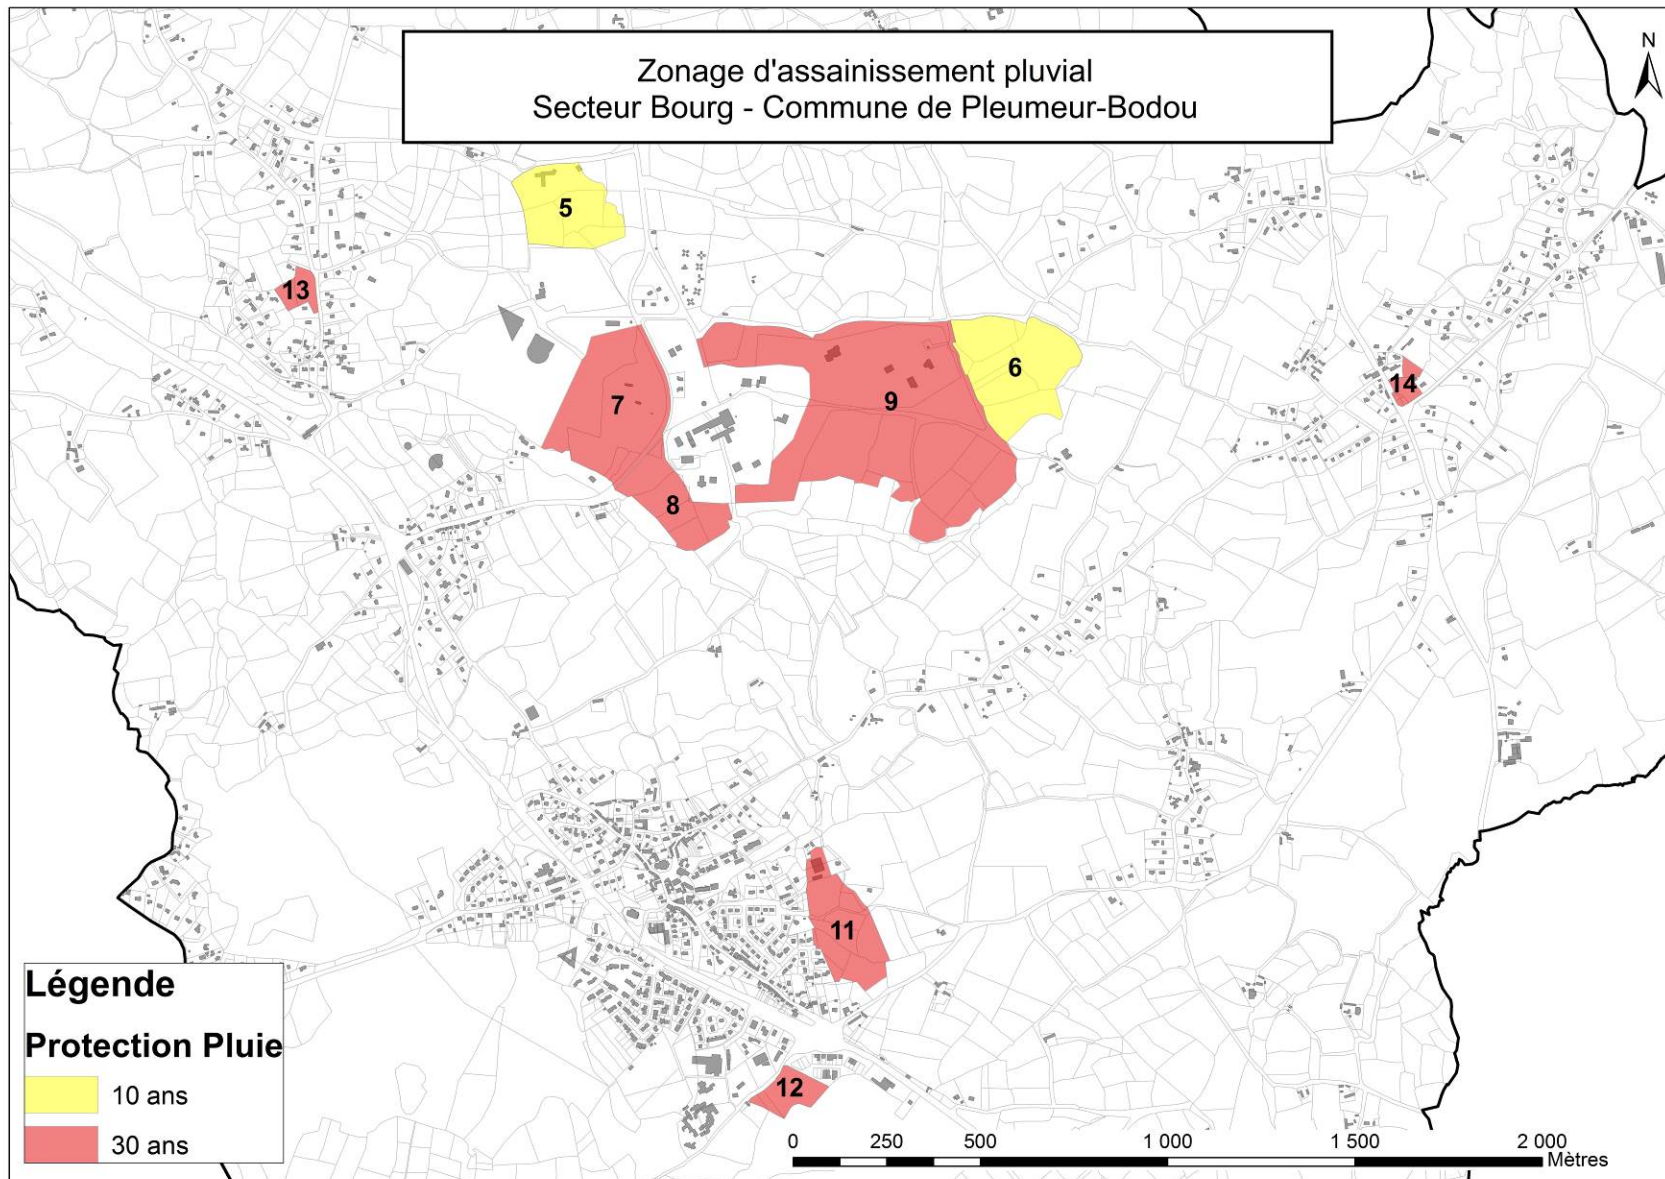 Zonage d'assainissement pluvial
Secteur Bourg - Commune de Pleumeur-Bodou
N
5
13
6
14
7
9
8
11
12
Légende
Protection Pluie
10 ans
30 ans
0 250 500 1 000 1 500 2 000
Mètres